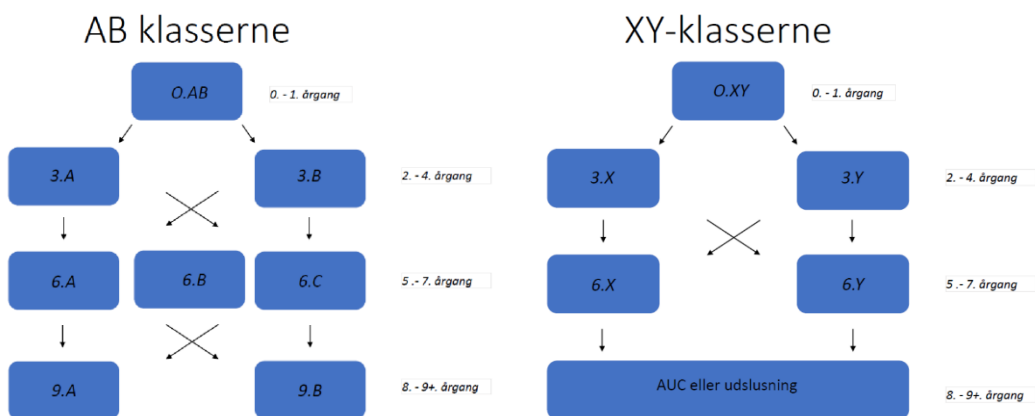 AB klasserne
0.AB
0. - 1. årgang
3.A
3.B
2. - 4. årgang
6.A
6.B
6.C
5 .- 7. årgang
9.A
9.B
8. - 9+. årgang
XY-klasserne
0.XY
0. - 1. årgang
3.X
3.Y
2. - 4. årgang
6.X
6.Y
5 .- 7. årgang
AUC eller udslusning
8. - 9+. årgang